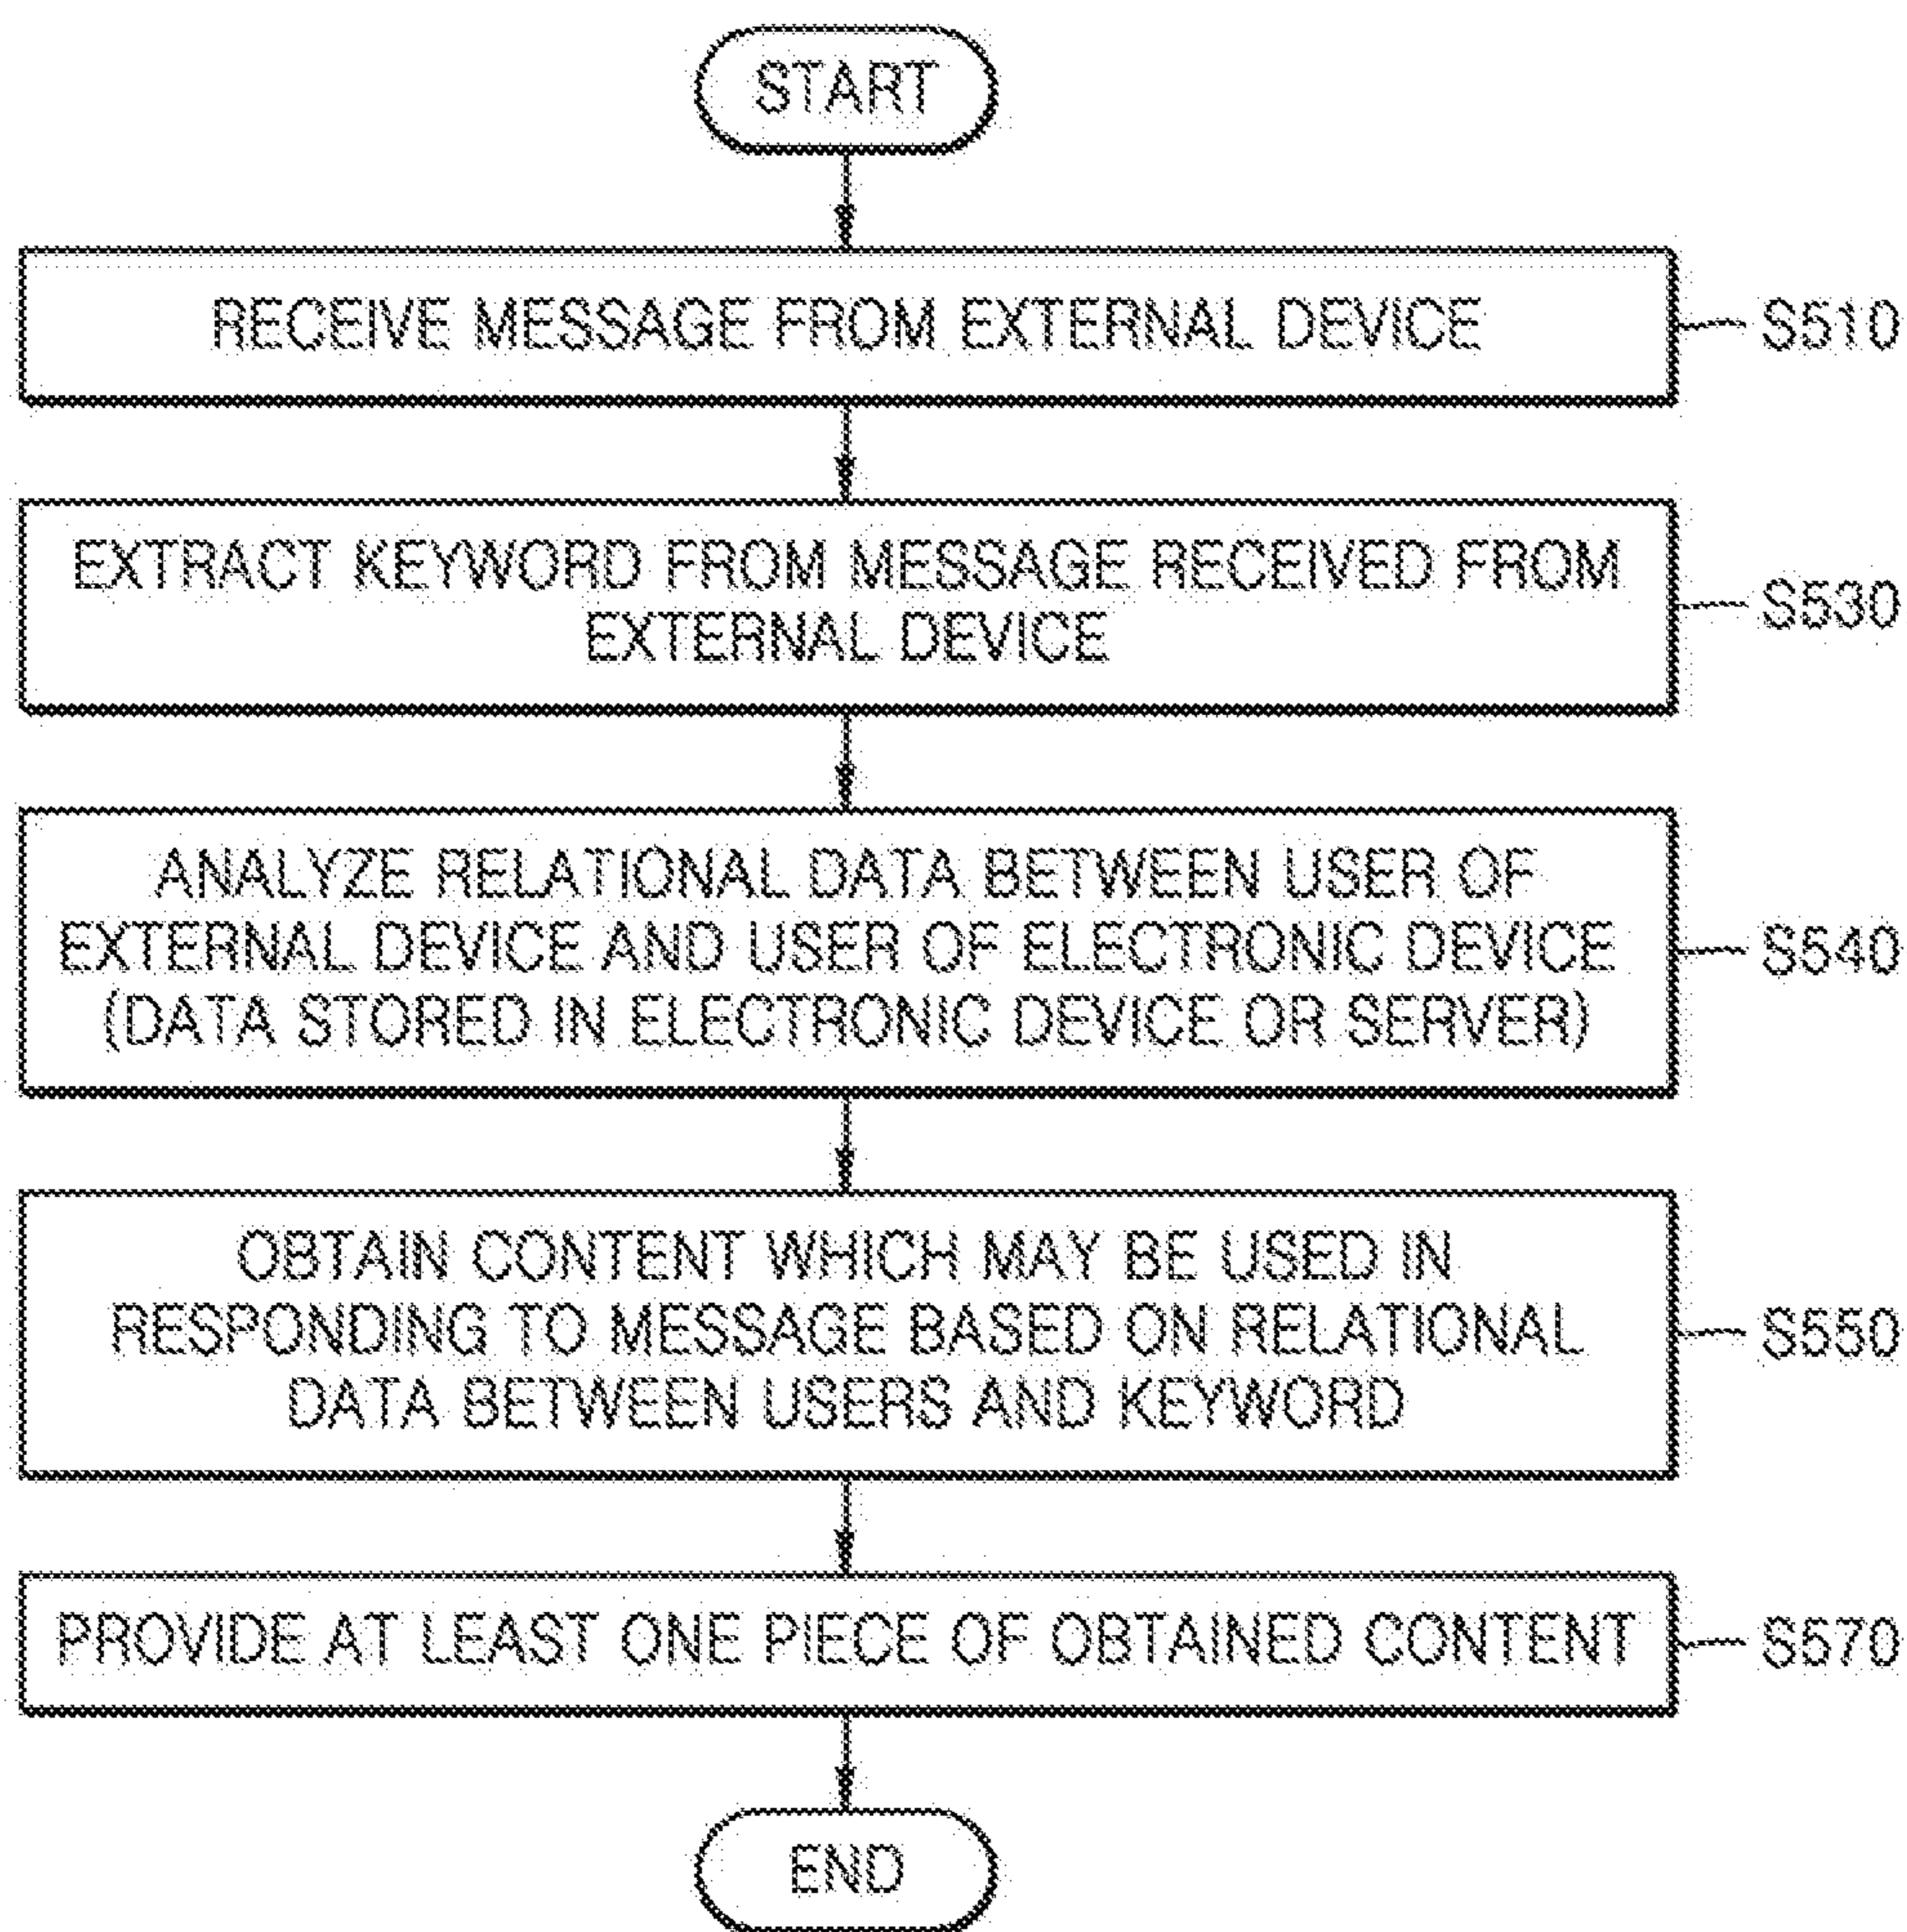 START
RECEIVE MESSAGE FROM EXTERNAL DEVICE
S510
EXTRACT KEYWORD FROM MESSAGE RECEIVED FROM
EXTERNAL DEVICE
S530
ANALYZE RELATIONAL DATA BETWEEN USER OF
EXTERNAL DEVICE AND USER OF ELECTRONIC DEVICE
(DATA STORED IN ELECTRONIC DEVICE OR SERVER)
S540
OBTAIN CONTENT WHICH MAY BE USED IN
RESPONDING TO MESSAGE BASED ON RELATIONAL
DATA BETWEEN USERS AND KEYWORD
S550
PROVIDE AT LEAST ONE PIECE OF OBTAINED CONTENT
S570
END